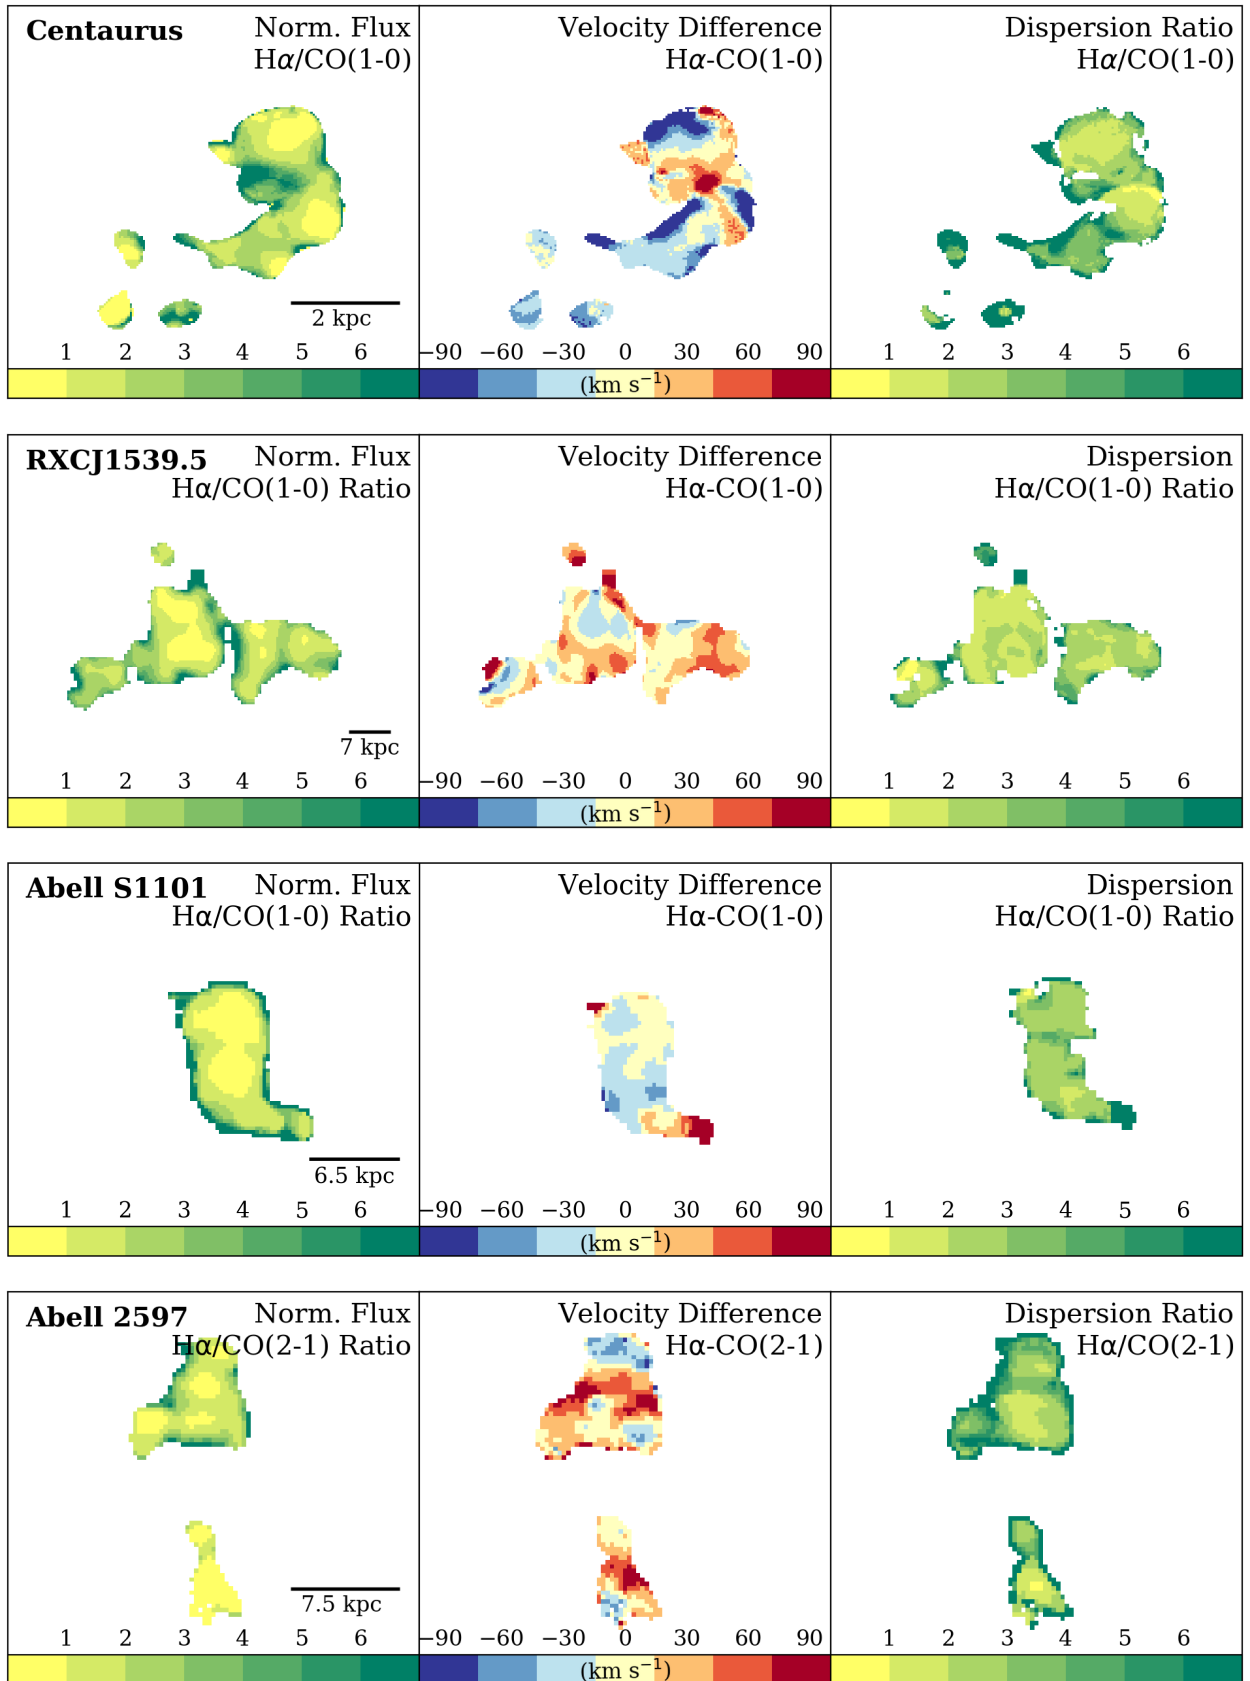 Centaurus Norm. Flux Velocity Difference Dispersion Ratio
Hα/CO(1-0) Hα-CO(1-0) Hα/CO(1-0)
2 kpc
1 2 3 4 5 6 −90 −60 −30 0 30 60 90 1 2 3 4 5 6
(km s⁻¹)
RXCJ1539.5 Norm. Flux Velocity Difference Dispersion
Hα/CO(1-0) Ratio Hα-CO(1-0) Hα/CO(1-0) Ratio
7 kpc
1 2 3 4 5 6 −90 −60 −30 0 30 60 90 1 2 3 4 5 6
(km s⁻¹)
Abell S1101 Norm. Flux Velocity Difference Dispersion
Hα/CO(1-0) Ratio Hα-CO(1-0) Hα/CO(1-0) Ratio
6.5 kpc
1 2 3 4 5 6 −90 −60 −30 0 30 60 90 1 2 3 4 5 6
(km s⁻¹)
Abell 2597 Norm. Flux Velocity Difference Dispersion Ratio
Hα/CO(2-1) Ratio Hα-CO(2-1) Hα/CO(2-1)
7.5 kpc
1 2 3 4 5 6 −90 −60 −30 0 30 60 90 1 2 3 4 5 6
(km s⁻¹)